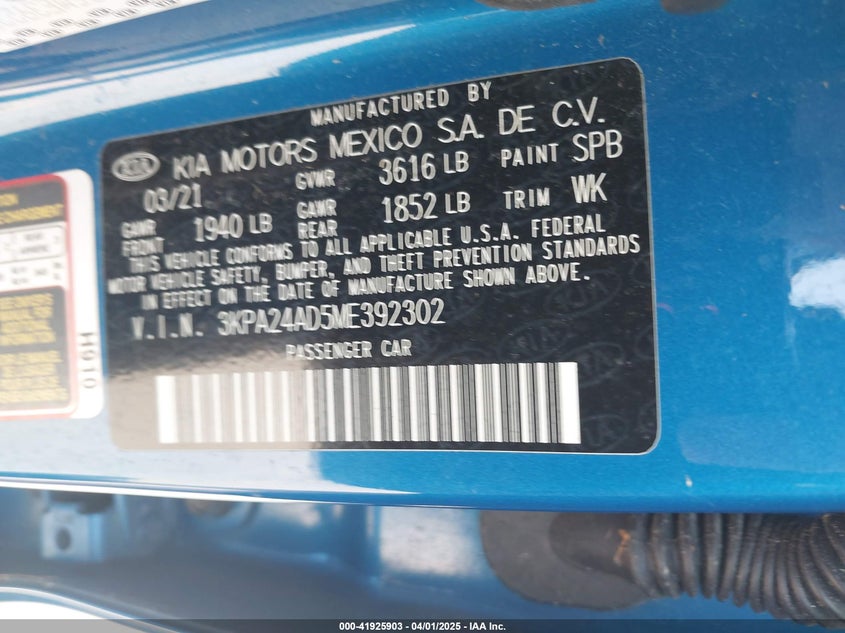 MANUFACTURED BY
KIA KIA MOTORS MEXICO S.A. DE C.V.
03/21 GVWR 3616 LB PAINT SPB
GAWR FRONT 1940 LB GAWR REAR 1852 LB TRIM WK
THIS VEHICLE CONFORMS TO ALL APPLICABLE U.S.A. FEDERAL
MOTOR VEHICLE SAFETY, BUMPER, AND THEFT PREVENTION STANDARDS
IN EFFECT ON THE DATE OF MANUFACTURE SHOWN ABOVE.
V.I.N. 3KPA24AD5ME392302
PASSENGER CAR
H910
000-41925903 - 04/01/2025 - IAA Inc.